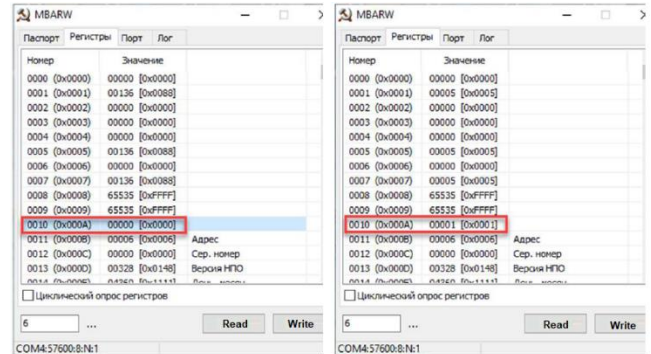 MBARW
Паспорт Регистры Порт Лог
Номер Значение
0000 (0x0000) 00000 [0x0000]
0001 (0x0001) 00136 [0x0088]
0002 (0x0002) 00000 [0x0000]
0003 (0x0003) 00000 [0x0000]
0004 (0x0004) 00000 [0x0000]
0005 (0x0005) 00136 [0x0088]
0006 (0x0006) 00000 [0x0000]
0007 (0x0007) 00136 [0x0088]
0008 (0x0008) 65535 [0xFFFF]
0009 (0x0009) 65535 [0xFFFF]
0010 (0x000A) 00000 [0x0000]
0011 (0x000B) 00006 [0x0006] Адрес
0012 (0x000C) 00000 [0x0000] Сер. номер
0013 (0x000D) 00328 [0x0148] Версия НПО
Циклический опрос регистров
6 ... Read Write
COM4:57600:8:N:1
MBARW
Паспорт Регистры Порт Лог
Номер Значение
0000 (0x0000) 00000 [0x0000]
0001 (0x0001) 00005 [0x0005]
0002 (0x0002) 00000 [0x0000]
0003 (0x0003) 00000 [0x0000]
0004 (0x0004) 00000 [0x0000]
0005 (0x0005) 00005 [0x0005]
0006 (0x0006) 00000 [0x0000]
0007 (0x0007) 00005 [0x0005]
0008 (0x0008) 65535 [0xFFFF]
0009 (0x0009) 65535 [0xFFFF]
0010 (0x000A) 00001 [0x0001]
0011 (0x000B) 00006 [0x0006] Адрес
0012 (0x000C) 00000 [0x0000] Сер. номер
0013 (0x000D) 00328 [0x0148] Версия НПО
Циклический опрос регистров
6 ... Read Write
COM4:57600:8:N:1